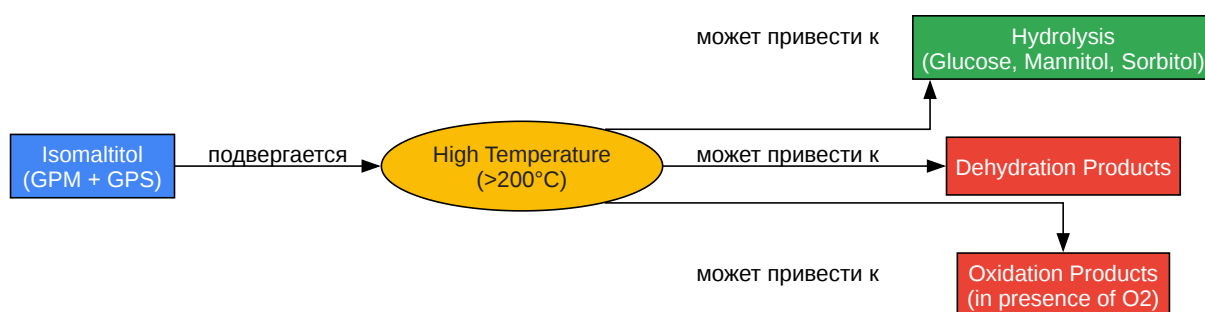 может привести к
Hydrolysis
(Glucose, Mannitol, Sorbitol)
Isomaltitol
(GPM + GPS)
подвергается
High Temperature
(>200°C)
может привести к
Dehydration Products
может привести к
Oxidation Products
(in presence of O2)